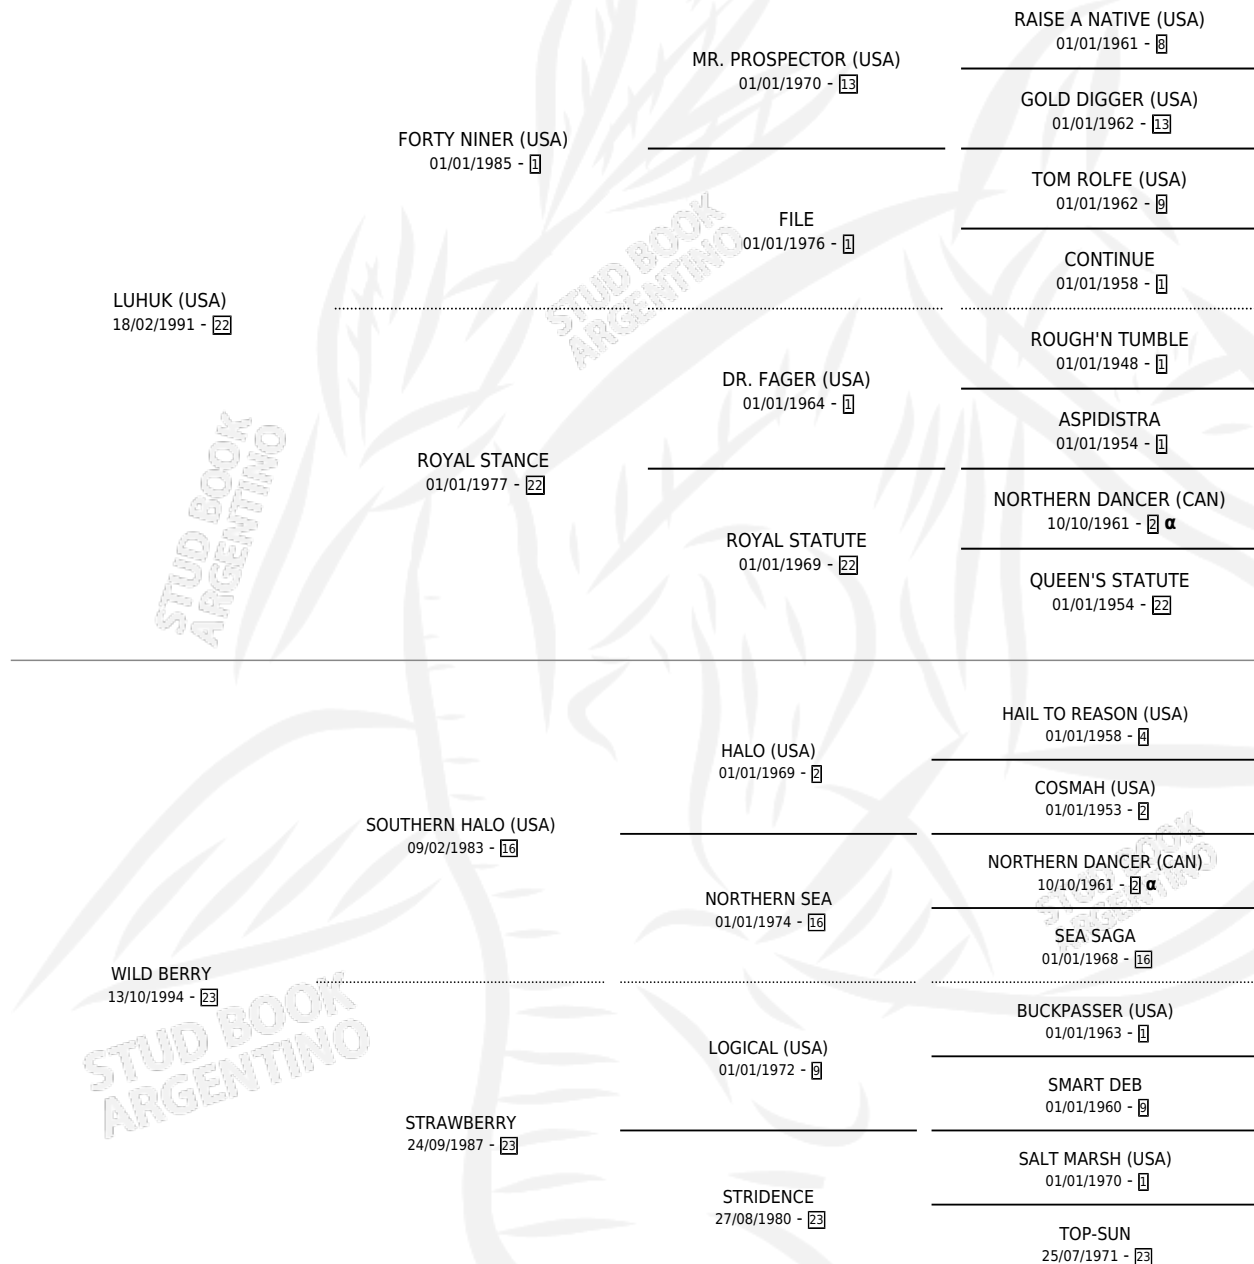 RAISE A NATIVE (USA)
01/01/1961 - 8
MR. PROSPECTOR (USA)
01/01/1970 - 13
GOLD DIGGER (USA)
01/01/1962 - 13
FORTY NINER (USA)
01/01/1985 - 1
TOM ROLFE (USA)
01/01/1962 - 9
FILE
01/01/1976 - 1
CONTINUE
01/01/1958 - 1
STUD BOOK
ARGENTINO
LUHUK (USA)
18/02/1991 - 22
ROUGH'N TUMBLE
01/01/1948 - 1
DR. FAGER (USA)
01/01/1964 - 1
ASPIDISTRA
01/01/1954 - 1
STUD BOOK
ARGENTINO
ROYAL STANCE
01/01/1977 - 22
NORTHERN DANCER (CAN)
10/10/1961 - 2 α
ROYAL STATUTE
01/01/1969 - 22
QUEEN'S STATUTE
01/01/1954 - 22
HAIL TO REASON (USA)
01/01/1958 - 4
HALO (USA)
01/01/1969 - 2
COSMAH (USA)
01/01/1953 - 2
SOUTHERN HALO (USA)
09/02/1983 - 16
STUD BOOK
ARGENTINO
NORTHERN DANCER (CAN)
10/10/1961 - 2 α
NORTHERN SEA
01/01/1974 - 16
SEA SAGA
01/01/1968 - 16
WILD BERRY
13/10/1994 - 23
STUD BOOK
ARGENTINO
BUCKPASSER (USA)
01/01/1963 - 1
LOGICAL (USA)
01/01/1972 - 9
SMART DEB
01/01/1960 - 9
STRAWBERRY
24/09/1987 - 23
SALT MARSH (USA)
01/01/1970 - 1
STRIDENCE
27/08/1980 - 23
TOP-SUN
25/07/1971 - 23